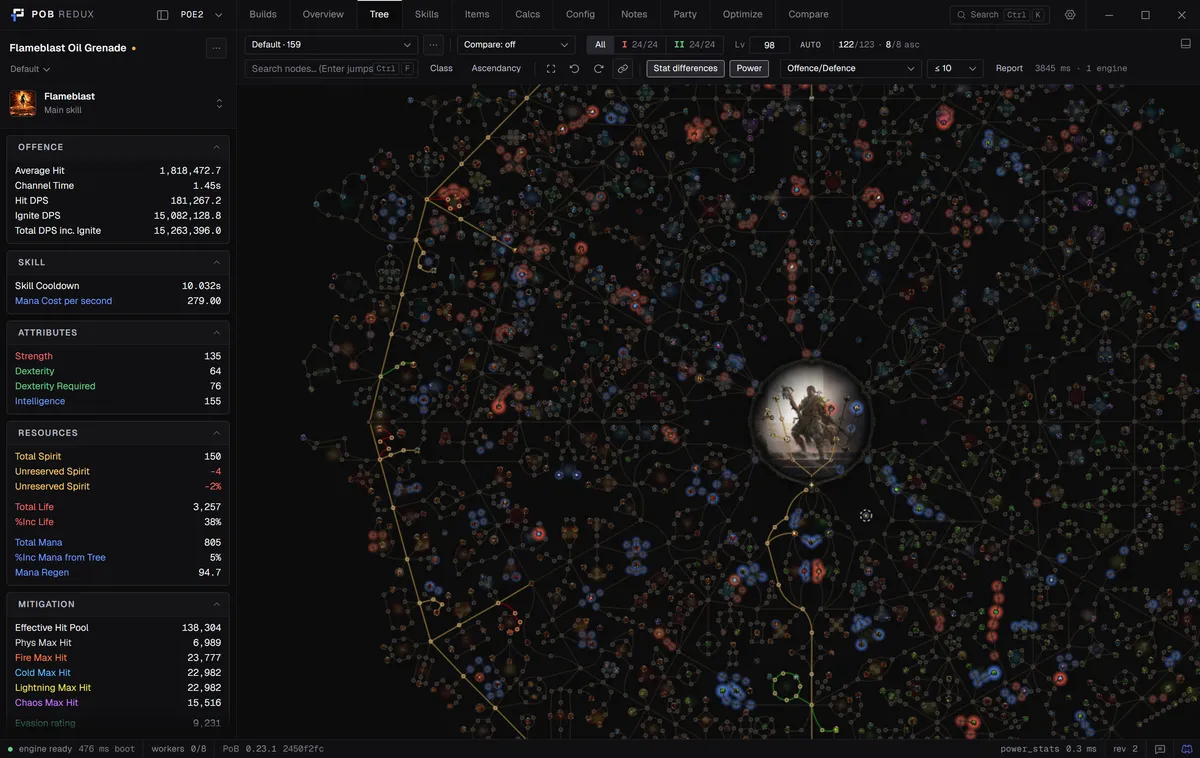 POB REDUX
POE2
Builds Overview Tree Skills Items Calcs Config Notes Party Optimize Compare
Search Ctrl K
Flameblast Oil Grenade
Default
Default · 159
Compare: off
All I 24/24 II 24/24 Lv 98 AUTO 122/123 · 8/8 asc
Search nodes... (Enter jumps Ctrl F
Class Ascendancy
Stat differences Power Offence/Defence ≤ 10 Report 3845 ms · 1 engine
Flameblast
Main skill
OFFENCE
Average Hit 1,818,472.7
Channel Time 1.45s
Hit DPS 181,267.2
Ignite DPS 15,082,128.8
Total DPS inc. Ignite 15,263,396.0
SKILL
Skill Cooldown 10.032s
Mana Cost per second 279.00
ATTRIBUTES
Strength 135
Dexterity 64
Dexterity Required 76
Intelligence 155
RESOURCES
Total Spirit 150
Unreserved Spirit -4
Unreserved Spirit -2%
Total Life 3,257
%Inc Life 38%
Total Mana 805
%Inc Mana from Tree 5%
Mana Regen 94.7
MITIGATION
Effective Hit Pool 138,304
Phys Max Hit 6,989
Fire Max Hit 23,777
Cold Max Hit 22,982
Lightning Max Hit 22,982
Chaos Max Hit 15,516
Evasion rating 9,231
engine ready 476 ms boot workers 0/8 PoB 0.23.1 2450f2fc
power_stats 0.3 ms rev 2